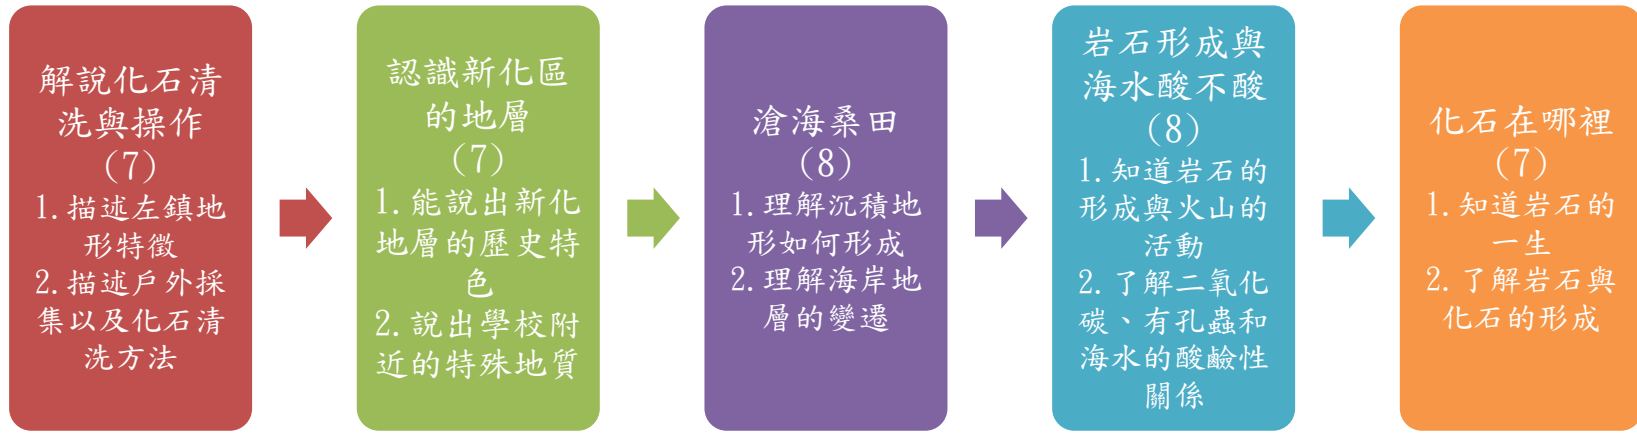 解說化石清
洗與操作
(7)
1.描述左鎮地
形特徵
2.描述戶外採
集以及化石清
洗方法
認識新化區
的地層
(7)
1.能說出新化
地層的歷史特
色
2.說出學校附
近的特殊地質
滄海桑田
(8)
1.理解沉積地
形如何形成
2.理解海岸地
層的變遷
岩石形成與
海水酸不酸
(8)
1.知道岩石的
形成與火山的
活動
2.了解二氧化
碳、有孔蟲和
海水的酸鹼性
關係
化石在哪裡
(7)
1.知道岩石的
一生
2.了解岩石與
化石的形成